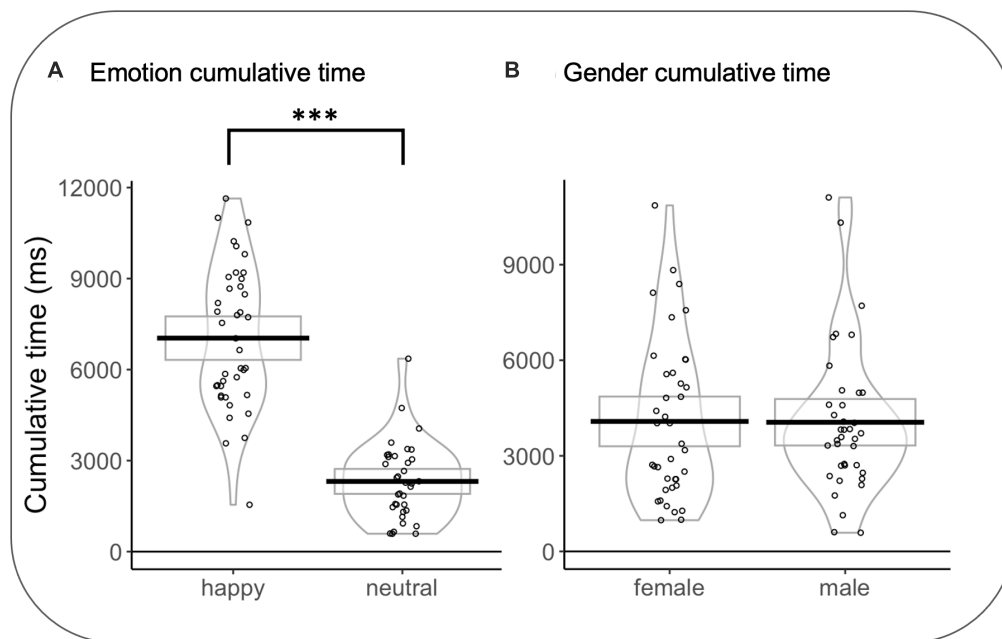 A Emotion cumulative time
***
Cumulative time (ms)
12000
9000
6000
3000
0
happy neutral
B Gender cumulative time
9000
6000
3000
0
female male